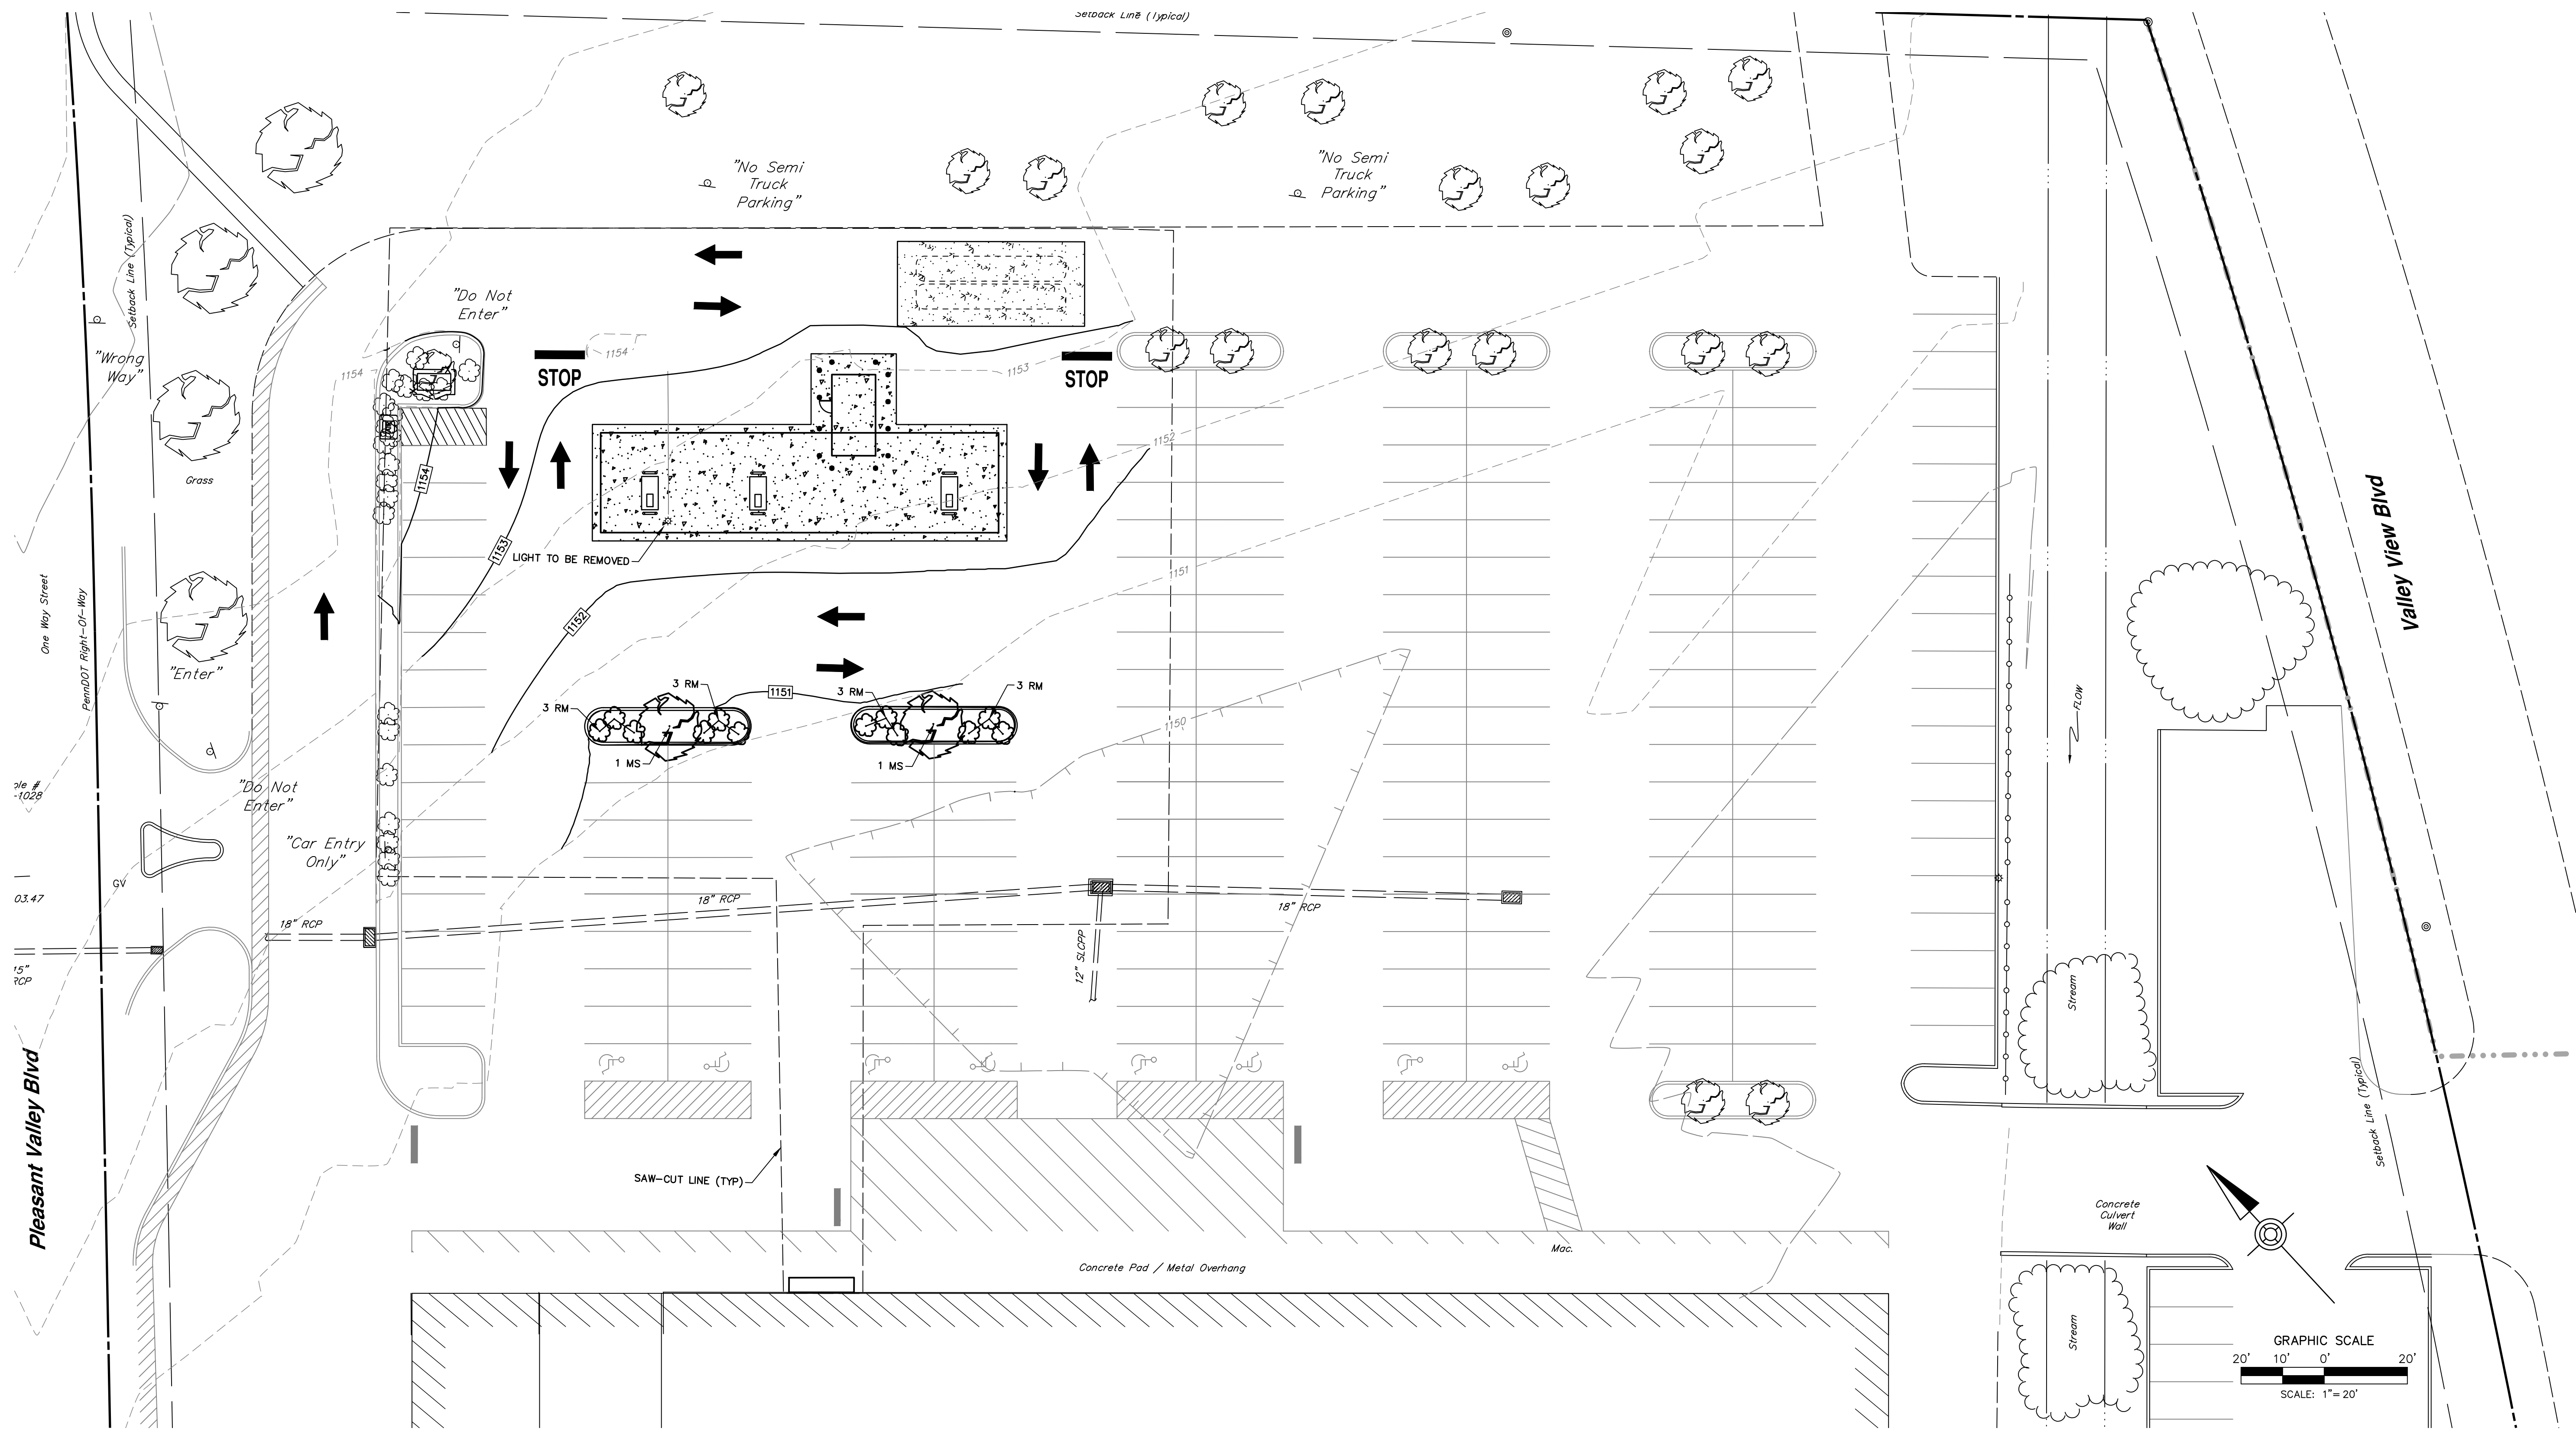 Setback Line (Typical)
"No Semi
Truck
Parking"
"No Semi
Truck
Parking"
Setback Line (Typical)
"Do Not
Enter"
"Wrong
Way"
1154
1154
STOP
1153
STOP
1152
Grass
1154
1153
LIGHT TO BE REMOVED
1151
Valley View Blvd
One Way Street
PennDOT Right-Of-Way
1152
"Enter"
3 RM
3 RM
1151
3 RM
3 RM
1150
FLOW
1 MS
1 MS
ole #
-1028
"Do Not
Enter"
"Car Entry
Only"
GV
03.47
18" RCP
18" RCP
18" RCP
12" SLCPP
15"
RCP
Stream
Pleasant Valley Blvd
Setback Line (Typical)
SAW-CUT LINE (TYP)
Concrete
Culvert
Wall
Mac.
Concrete Pad / Metal Overhang
Stream
GRAPHIC SCALE
20' 10' 0' 20'
SCALE: 1"= 20'